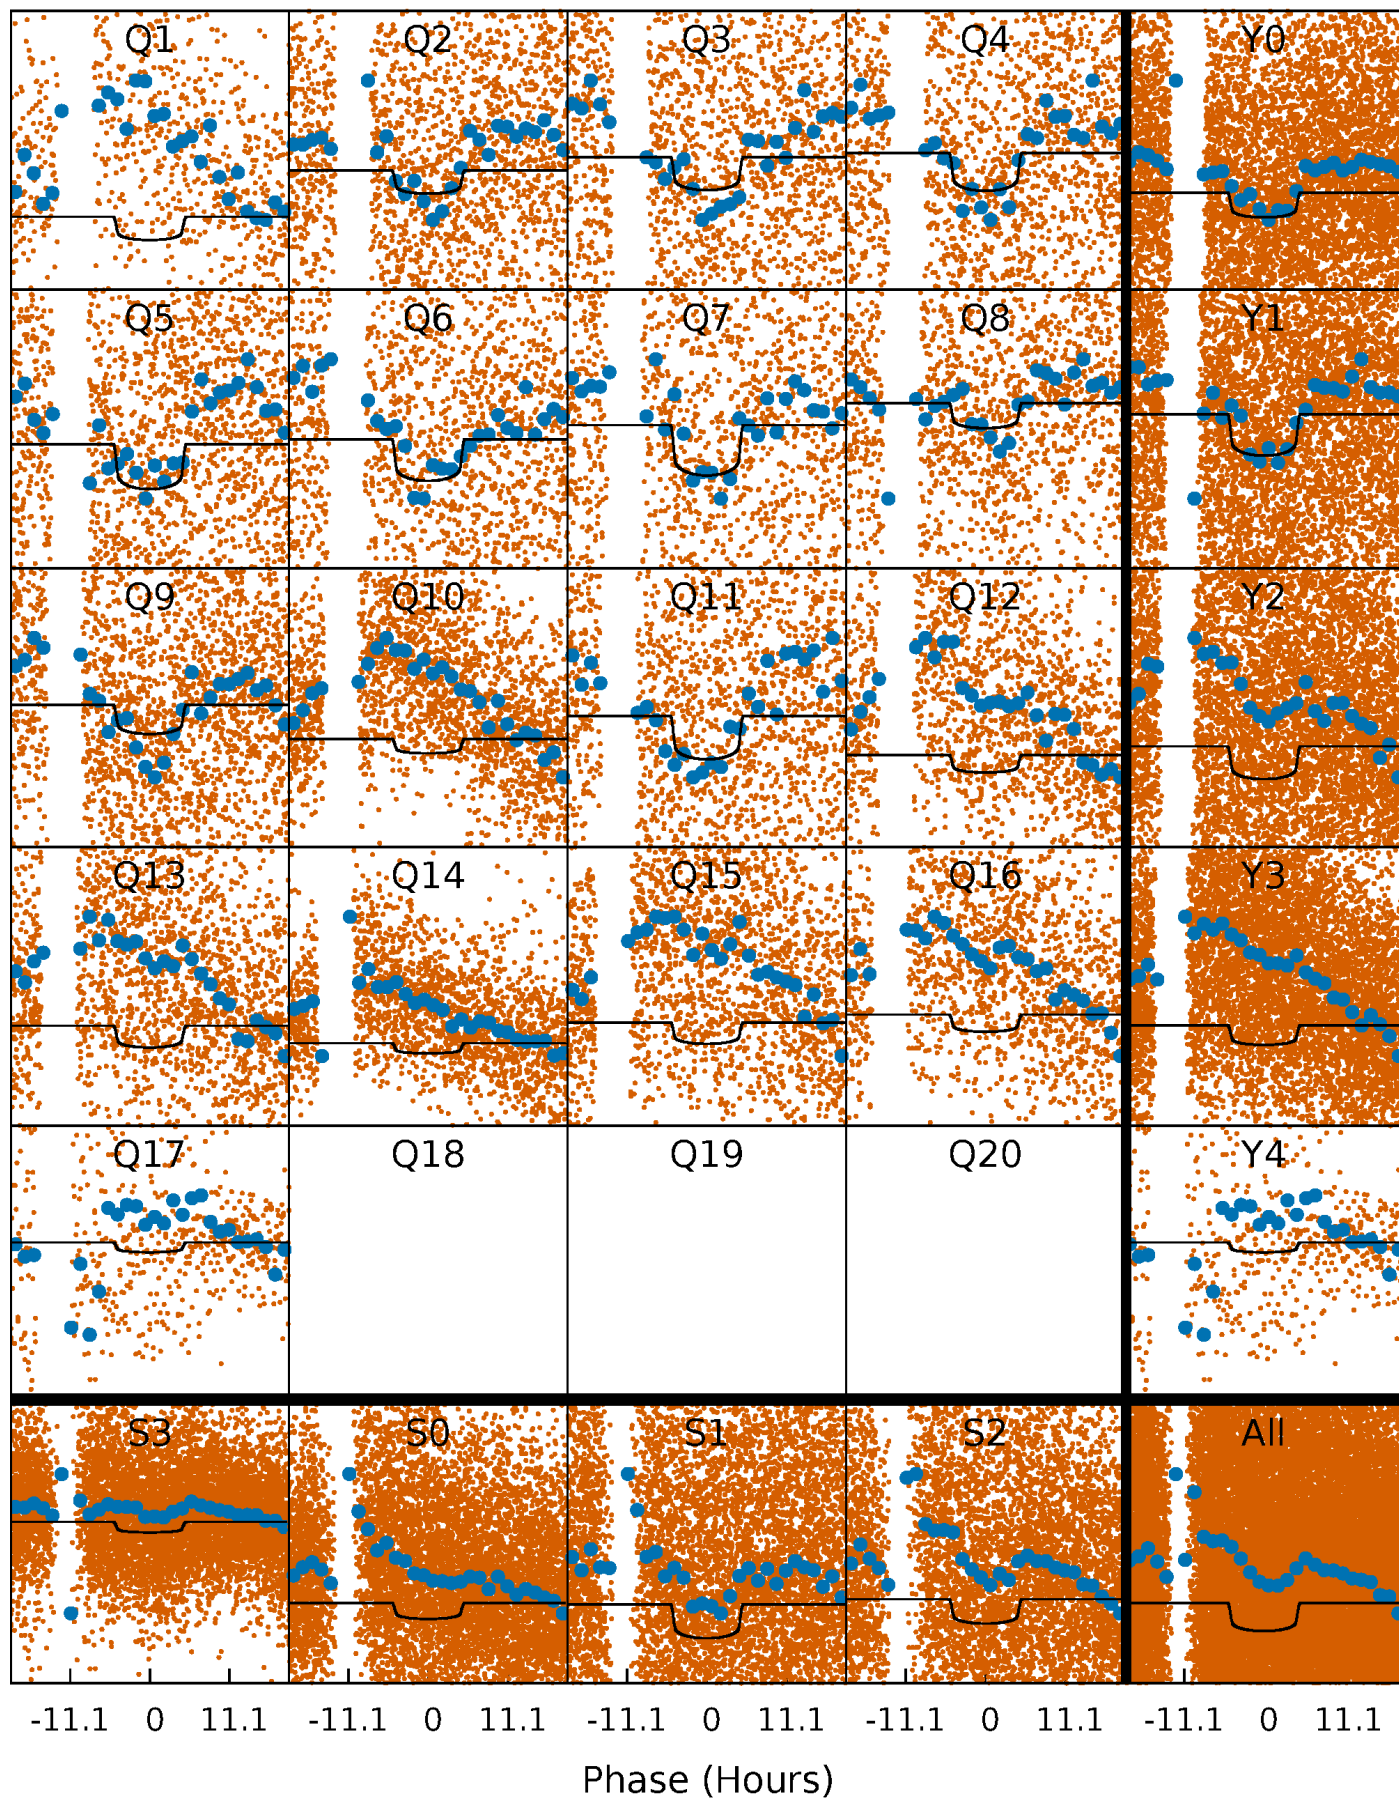 Q1 Q2 Q3 Q4 Y0
Q5 Q6 Q7 Q8 Y1
Q9 Q10 Q11 Q12 Y2
Q13 Q14 Q15 Q16 Y3
Q17 Q18 Q19 Q20 Y4
S3 S0 S1 S2 All
-11.1 0 11.1 -11.1 0 11.1 -11.1 0 11.1 -11.1 0 11.1 -11.1 0 11.1
Phase (Hours)